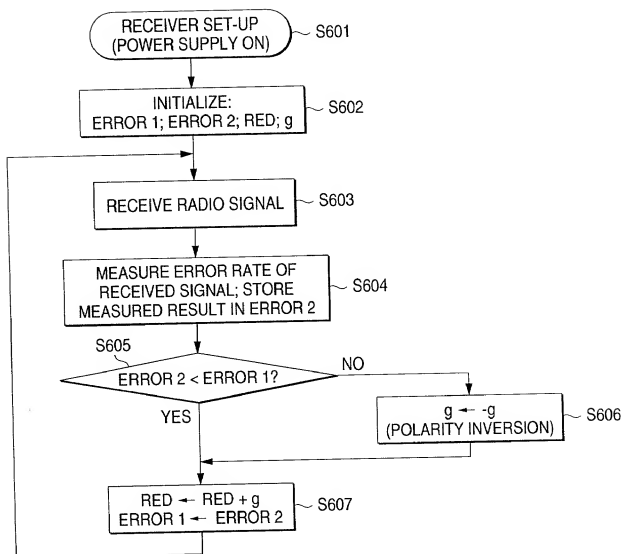 RECEIVER SET-UP
(POWER SUPPLY ON)
S601
INITIALIZE:
ERROR 1; ERROR 2; RED; g
S602
RECEIVE RADIO SIGNAL
S603
MEASURE ERROR RATE OF
RECEIVED SIGNAL; STORE
MEASURED RESULT IN ERROR 2
S604
S605
ERROR 2 < ERROR 1?
NO
YES
g ← -g
(POLARITY INVERSION)
S606
RED ← RED + g
ERROR 1 ← ERROR 2
S607